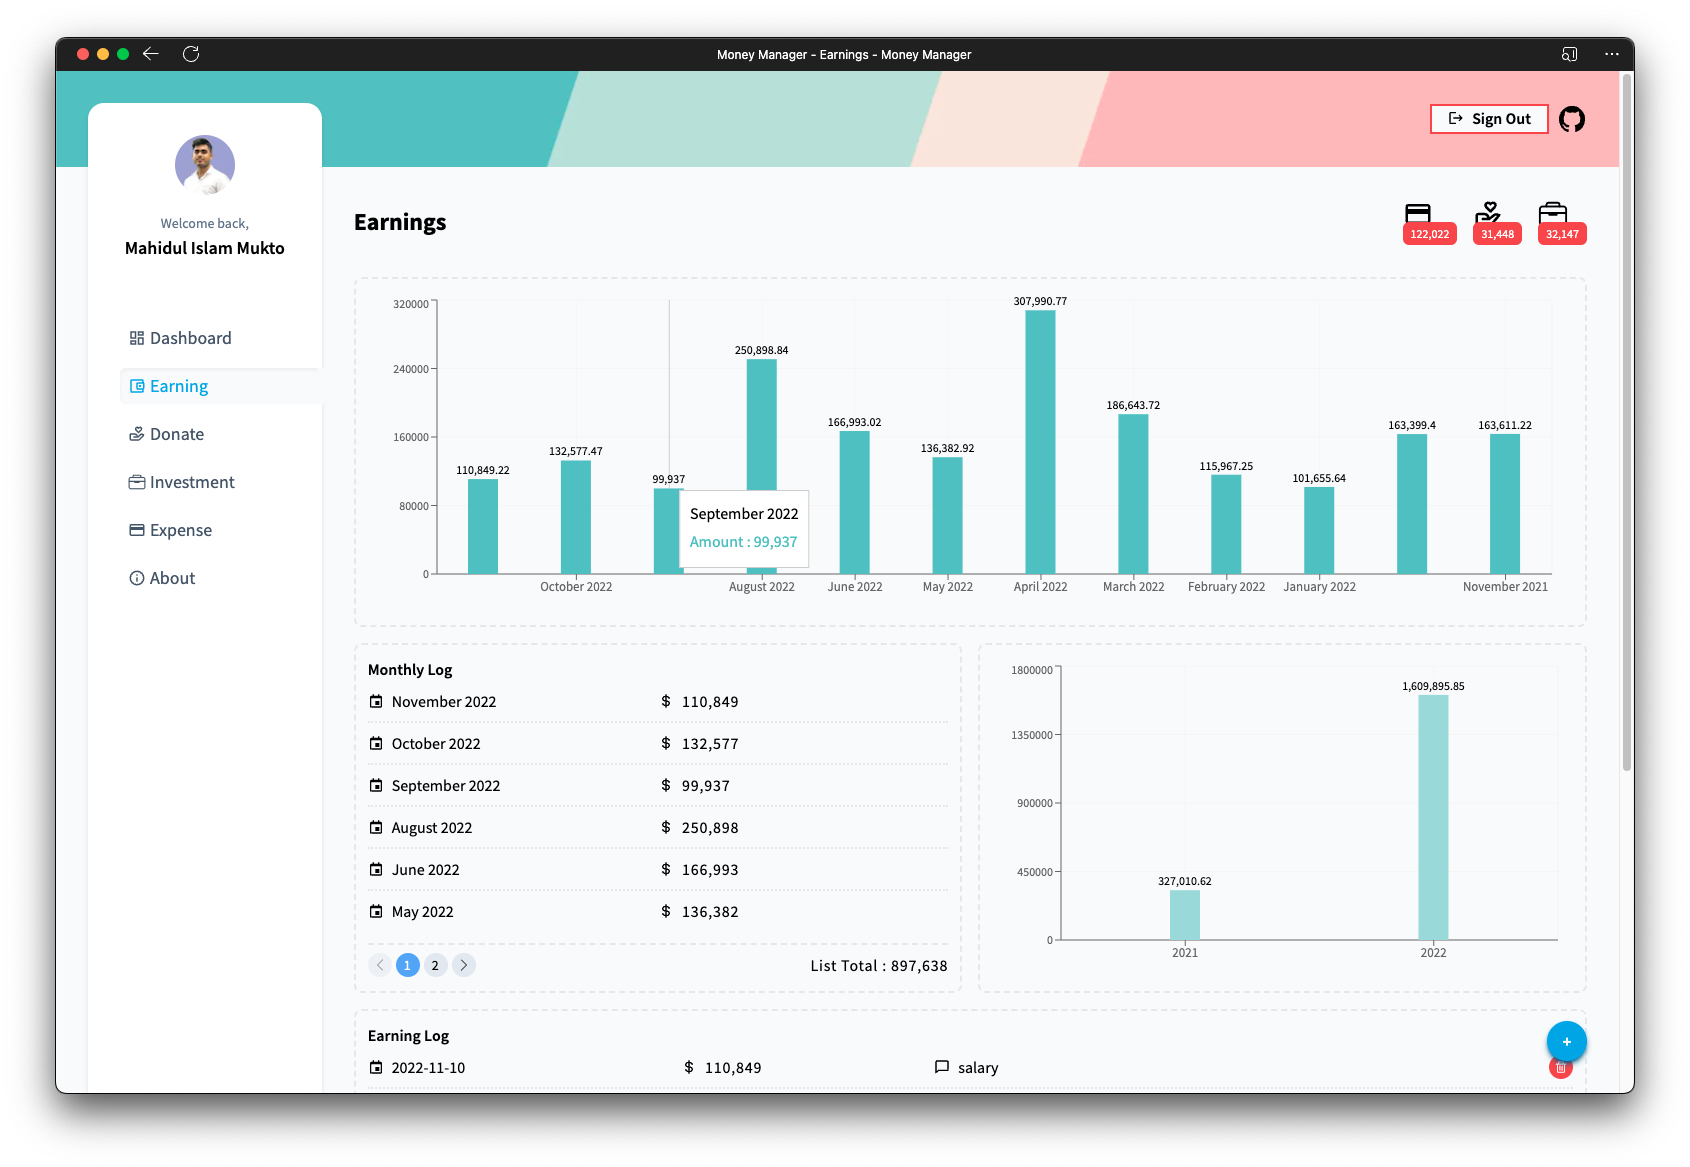 Money Manager - Earnings - Money Manager
Sign Out
Welcome back,
Mahidul Islam Mukto
Dashboard
Earning
Donate
Investment
Expense
About
Earnings
122,022
31,448
32,147
320000
240000
160000
80000
0
110,849.22
132,577.47
99,937
250,898.84
166,993.02
136,382.92
307,990.77
186,643.72
115,967.25
101,655.64
163,399.4
163,611.22
September 2022
Amount : 99,937
October 2022
August 2022
June 2022
May 2022
April 2022
March 2022
February 2022
January 2022
November 2021
Monthly Log
November 2022 $ 110,849
October 2022 $ 132,577
September 2022 $ 99,937
August 2022 $ 250,898
June 2022 $ 166,993
May 2022 $ 136,382
1 2
List Total : 897,638
1800000
1350000
900000
450000
0
327,010.62
1,609,895.85
2021
2022
Earning Log
2022-11-10 $ 110,849 salary
+